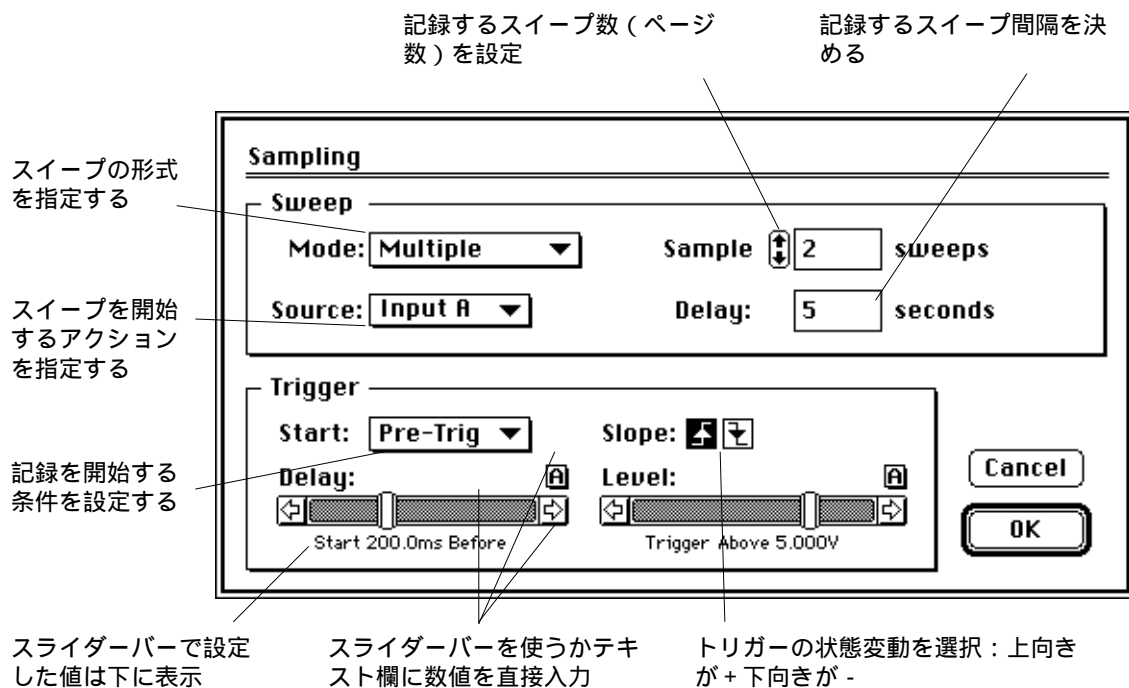 記録するスイープ数（ページ
数）を設定
記録するスイープ間隔を決
める
スイープの形式
を指定する
スイープを開始
するアクション
を指定する
記録を開始する
条件を設定する
Sampling
Sweep
Mode: Multiple
Sample 2 sweeps
Source: Input A
Delay: 5 seconds
Trigger
Start: Pre-Trig
Slope:
Delay: A
Level: A
Start 200.0ms Before
Trigger Above 5.000V
Cancel
OK
スライダーバーで設定
した値は下に表示
スライダーバーを使うかテキ
スト欄に数値を直接入力
トリガーの状態変動を選択：上向き
が + 下向きが -